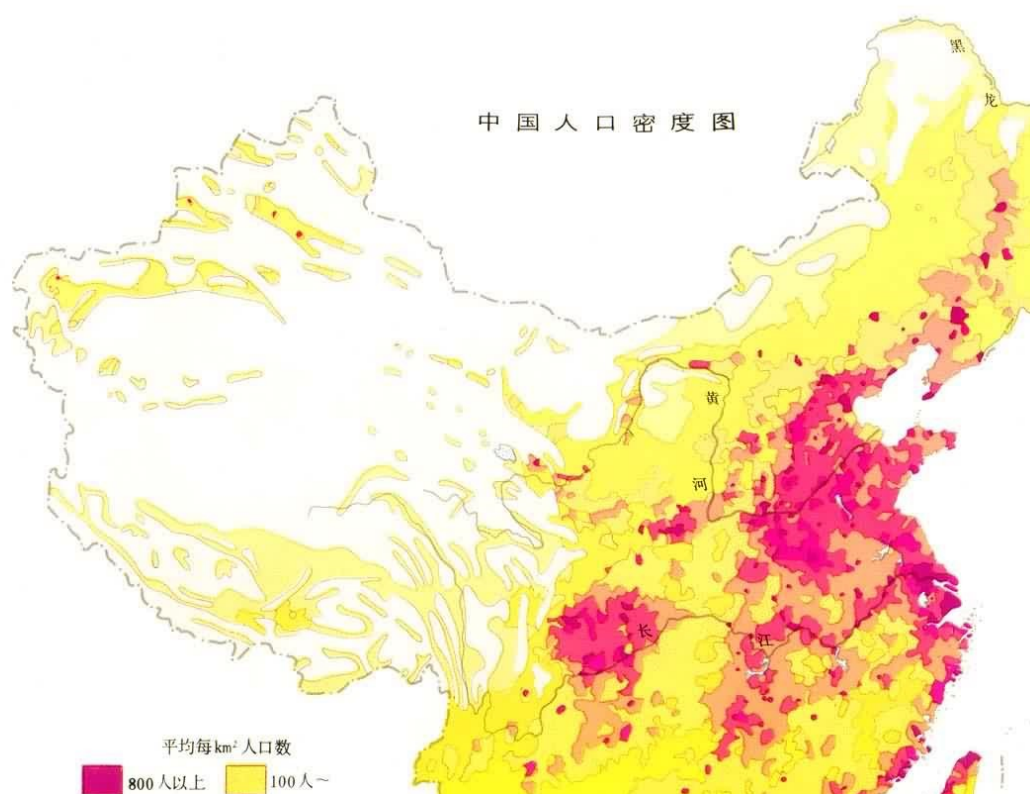 黑
龙
中国人口密度图
黄
河
长
江
平均每km²人口数
800人以上
100人～